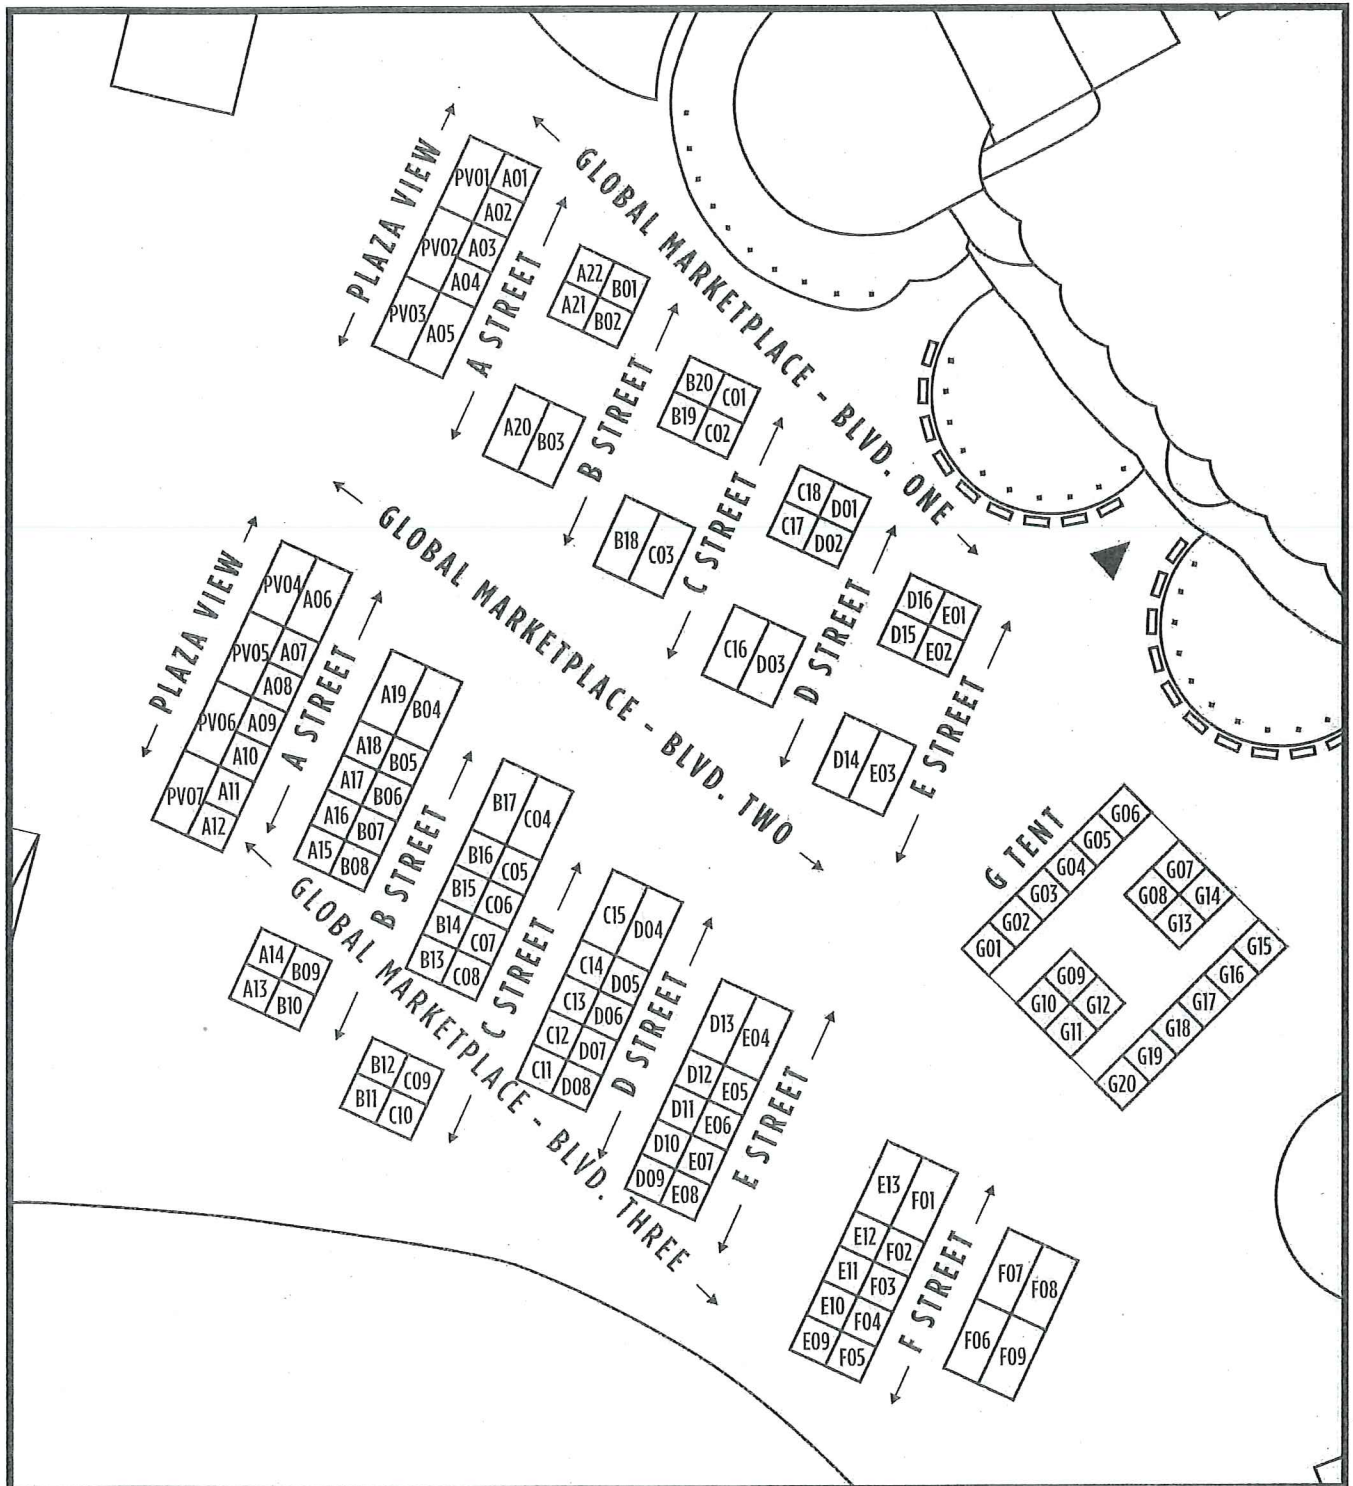 PLAZA VIEW
PV01 A01
A02
PV02 A03
A04
PV03 A05
A STREET
GLOBAL MARKETPLACE - BLVD. ONE
A22 B01
A21 B02
A20 B03
B STREET
B20 C01
B19 C02
B18 C03
C STREET
C18 D01
C17 D02
C16 D03
D STREET
D16 E01
D15 E02
D14 E03
E STREET
GLOBAL MARKETPLACE - BLVD. TWO
PLAZA VIEW
PV04 A06
PV05 A07
A08
PV06 A09
A10
PV07 A11
A12
A STREET
A19 B04
A18 B05
A17 B06
A16 B07
A15 B08
B STREET
B17 C04
B16 C05
B15 C06
B14 C07
B13 C08
C STREET
C15 D04
C14 D05
C13 D06
C12 D07
C11 D08
D STREET
D13 E04
D12 E05
D11 E06
D10 E07
D09 E08
E STREET
GLOBAL MARKETPLACE - BLVD. THREE
A14 B09
A13 B10
B12 C09
B11 C10
G TENT
G06
G05
G04
G03
G02
G01
G07
G08 G14
G13
G09
G10 G12
G11
G15
G16
G17
G18
G19
G20
E13 F01
E12 F02
E11 F03
E10 F04
E09 F05
F STREET
F07 F08
F06 F09